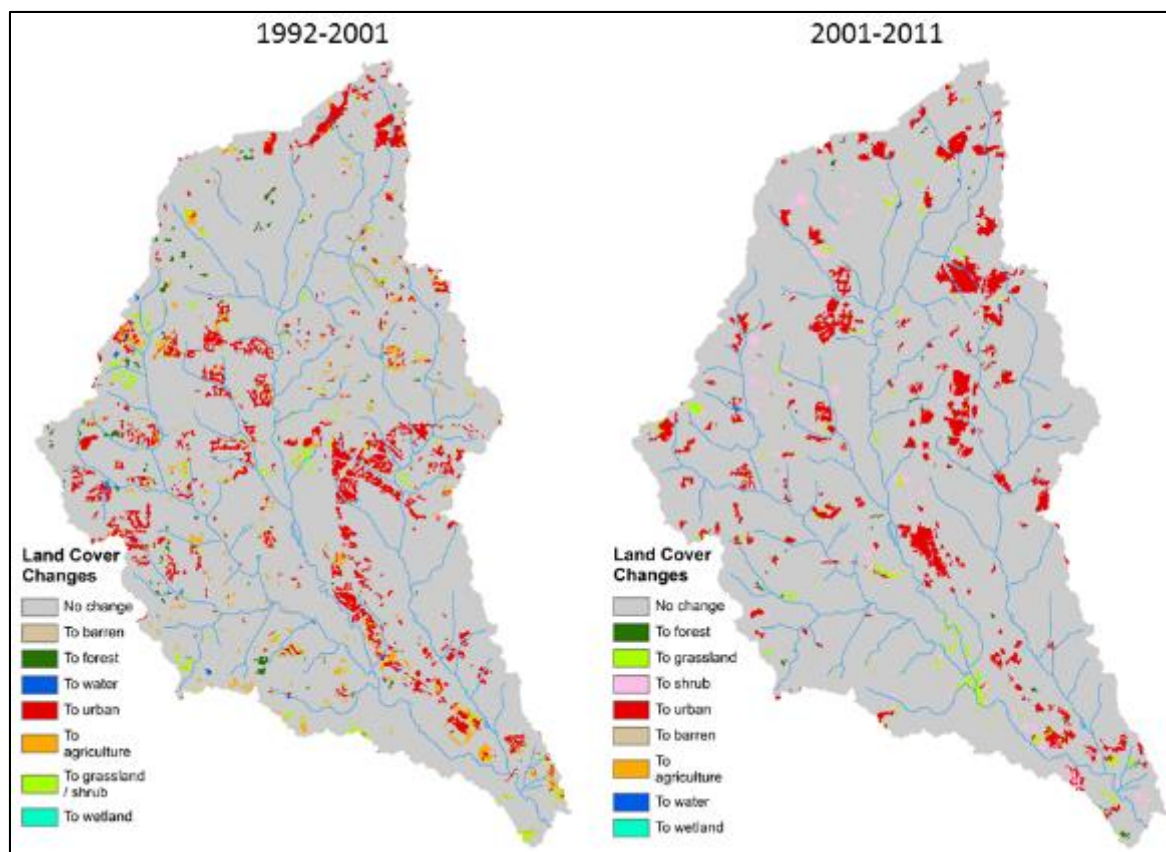 1992-2001
2001-2011
Land Cover
Changes
No change
To barren
To forest
To water
To urban
To
agriculture
To grassland
/ shrub
To wetland
Land Cover
Changes
No change
To forest
To grassland
To shrub
To urban
To barren
To
agriculture
To water
To wetland